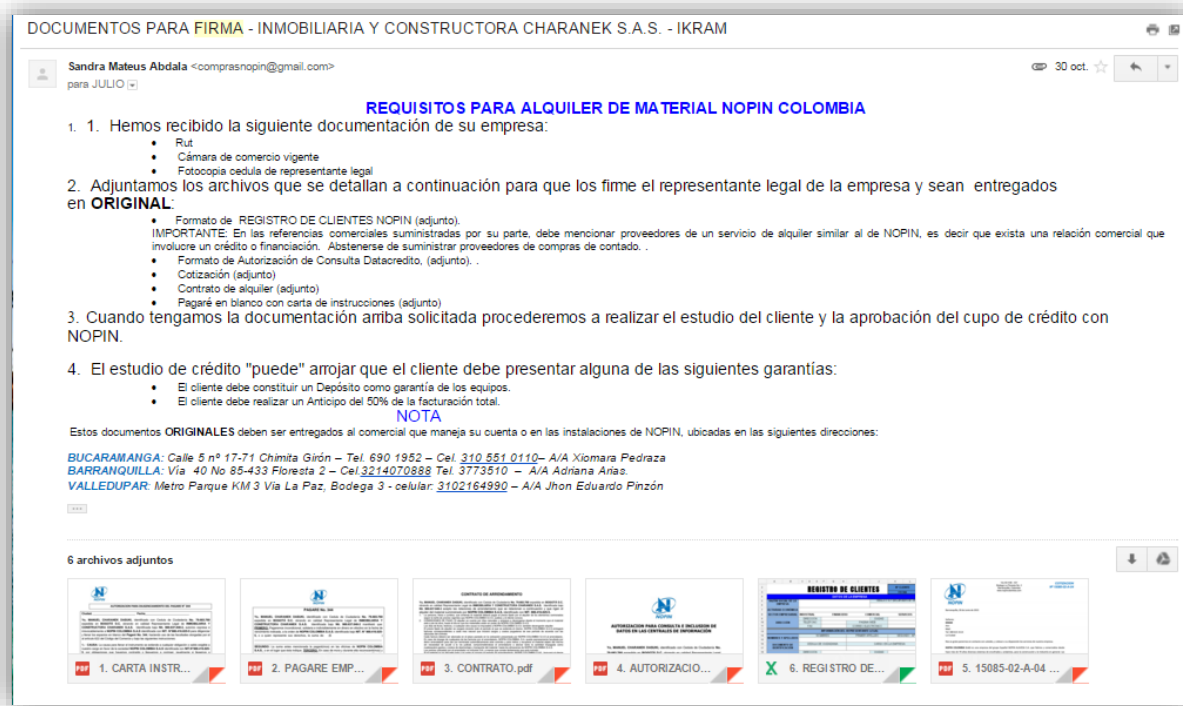 DOCUMENTOS PARA FIRMA - INMOBILIARIA Y CONSTRUCTORA CHARANEK S.A.S. - IKRAM
Sandra Mateus Abdala <comprasnopin@gmail.com>
30 oct.
para JULIO
REQUISITOS PARA ALQUILER DE MATERIAL NOPIN COLOMBIA
1. 1. Hemos recibido la siguiente documentación de su empresa:
• Rut
• Cámara de comercio vigente
• Fotocopia cedula de representante legal
2. Adjuntamos los archivos que se detallan a continuación para que los firme el representante legal de la empresa y sean entregados
en ORIGINAL:
• Formato de REGISTRO DE CLIENTES NOPIN (adjunto).
IMPORTANTE: En las referencias comerciales suministradas por su parte, debe mencionar proveedores de un servicio de alquiler similar al de NOPIN, es decir que exista una relación comercial que
involucre un crédito o financiación. Abstenerse de suministrar proveedores de compras de contado. .
• Formato de Autorización de Consulta Datacredito, (adjunto). .
• Cotización (adjunto)
• Contrato de alquiler (adjunto)
• Pagaré en blanco con carta de instrucciones (adjunto)
3. Cuando tengamos la documentación arriba solicitada procederemos a realizar el estudio del cliente y la aprobación del cupo de crédito con
NOPIN.
4. El estudio de crédito "puede" arrojar que el cliente debe presentar alguna de las siguientes garantías:
• El cliente debe constituir un Depósito como garantía de los equipos.
• El cliente debe realizar un Anticipo del 50% de la facturación total.
NOTA
Estos documentos ORIGINALES deben ser entregados al comercial que maneja su cuenta o en las instalaciones de NOPIN, ubicadas en las siguientes direcciones:
BUCARAMANGA: Calle 5 nº 17-71 Chimita Girón – Tel. 690 1952 – Cel. 310 551 0110– A/A Xiomara Pedraza
BARRANQUILLA: Vía 40 No 85-433 Floresta 2 – Cel.3214070888 Tel. 3773510 – A/A Adriana Arias.
VALLEDUPAR: Metro Parque KM 3 Vía La Paz, Bodega 3 - celular: 3102164990 – A/A Jhon Eduardo Pinzón
6 archivos adjuntos
NOPIN
PAGARE No. 
CONTRATO DE ARRENDAMIENTO
NOPIN
AUTORIZACION PARA CONSULTA E INCLUSION DE
DATOS EN LAS CENTRALES DE INFORMACIÓN
REGISTRO DE CLIENTES
NOPIN
PDF 1. CARTA INSTR...
PDF 2. PAGARE EMP...
PDF 3. CONTRATO.pdf
PDF 4. AUTORIZACIO...
X 6. REGISTRO DE...
PDF 5. 15085-02-A-04 ...